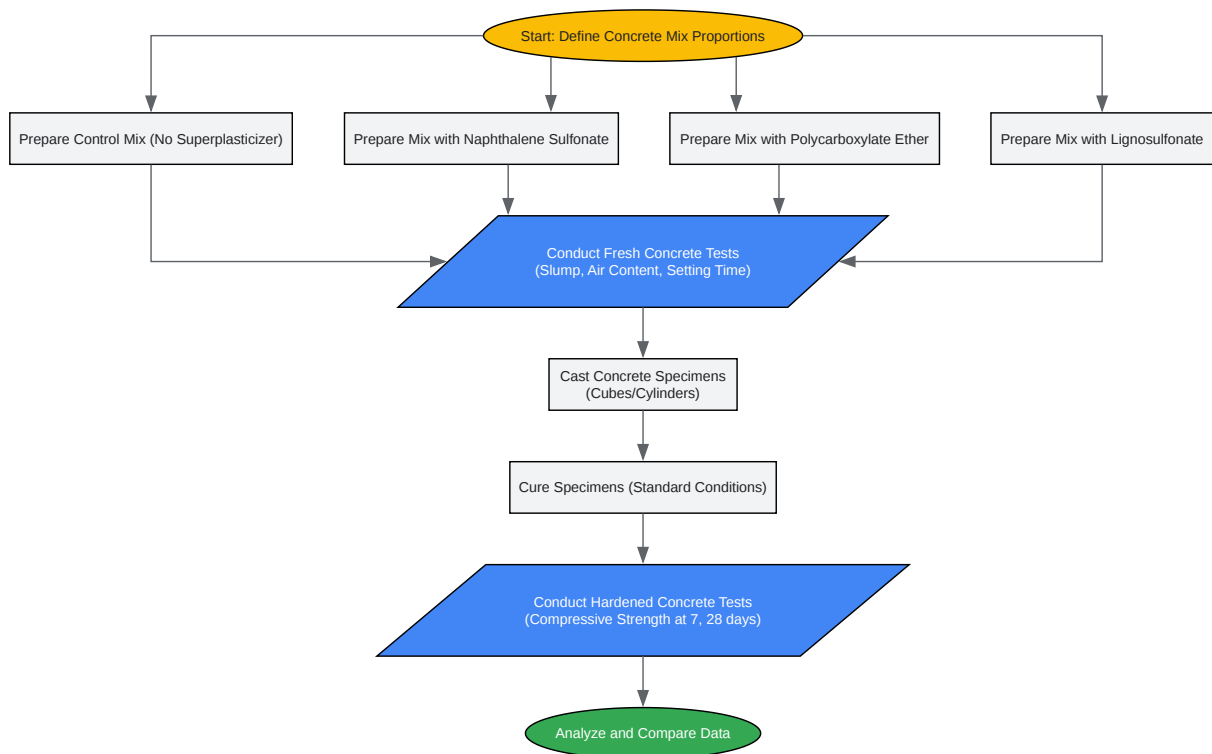 Start: Define Concrete Mix Proportions
Prepare Control Mix (No Superplasticizer)
Prepare Mix with Naphthalene Sulfonate
Prepare Mix with Polycarboxylate Ether
Prepare Mix with Lignosulfonate
Conduct Fresh Concrete Tests
(Slump, Air Content, Setting Time)
Cast Concrete Specimens
(Cubes/Cylinders)
Cure Specimens (Standard Conditions)
Conduct Hardened Concrete Tests
(Compressive Strength at 7, 28 days)
Analyze and Compare Data